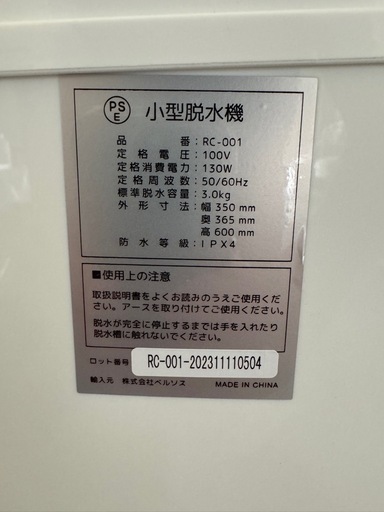 PS
E
小型脱水機
品番：RC-001
定格電圧：100V
定格消費電力：130W
定格周波数：50/60Hz
標準脱水容量：3.0kg
外形寸法：幅 350 mm
奥 365 mm
高 600 mm
防水等級：IPX4
■使用上の注意
取扱説明書をよくお読みのうえご使用くださ
い。アースを取り付けてご使用ください。
脱水が完全に停止するまでは手を入れたり
脱水槽に触れないでください。
ロット番号 RC-001-202311110504
輸入元 株式会社ベルソス MADE IN CHINA